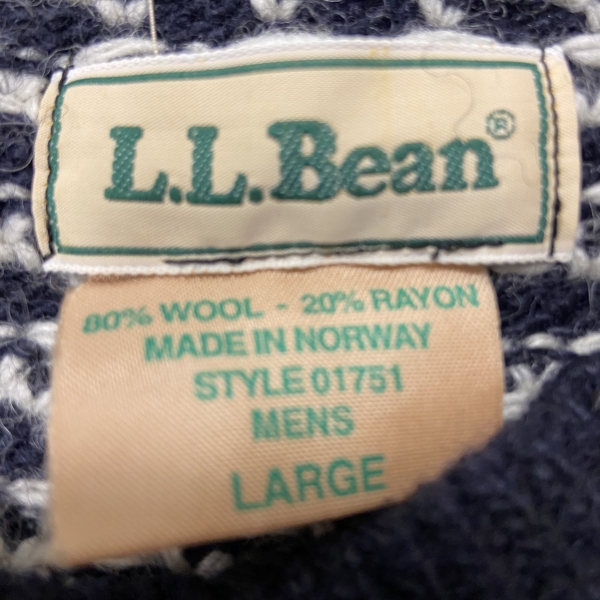 L.L.Bean®
80% WOOL - 20% RAYON
MADE IN NORWAY
STYLE 01751
MENS
LARGE